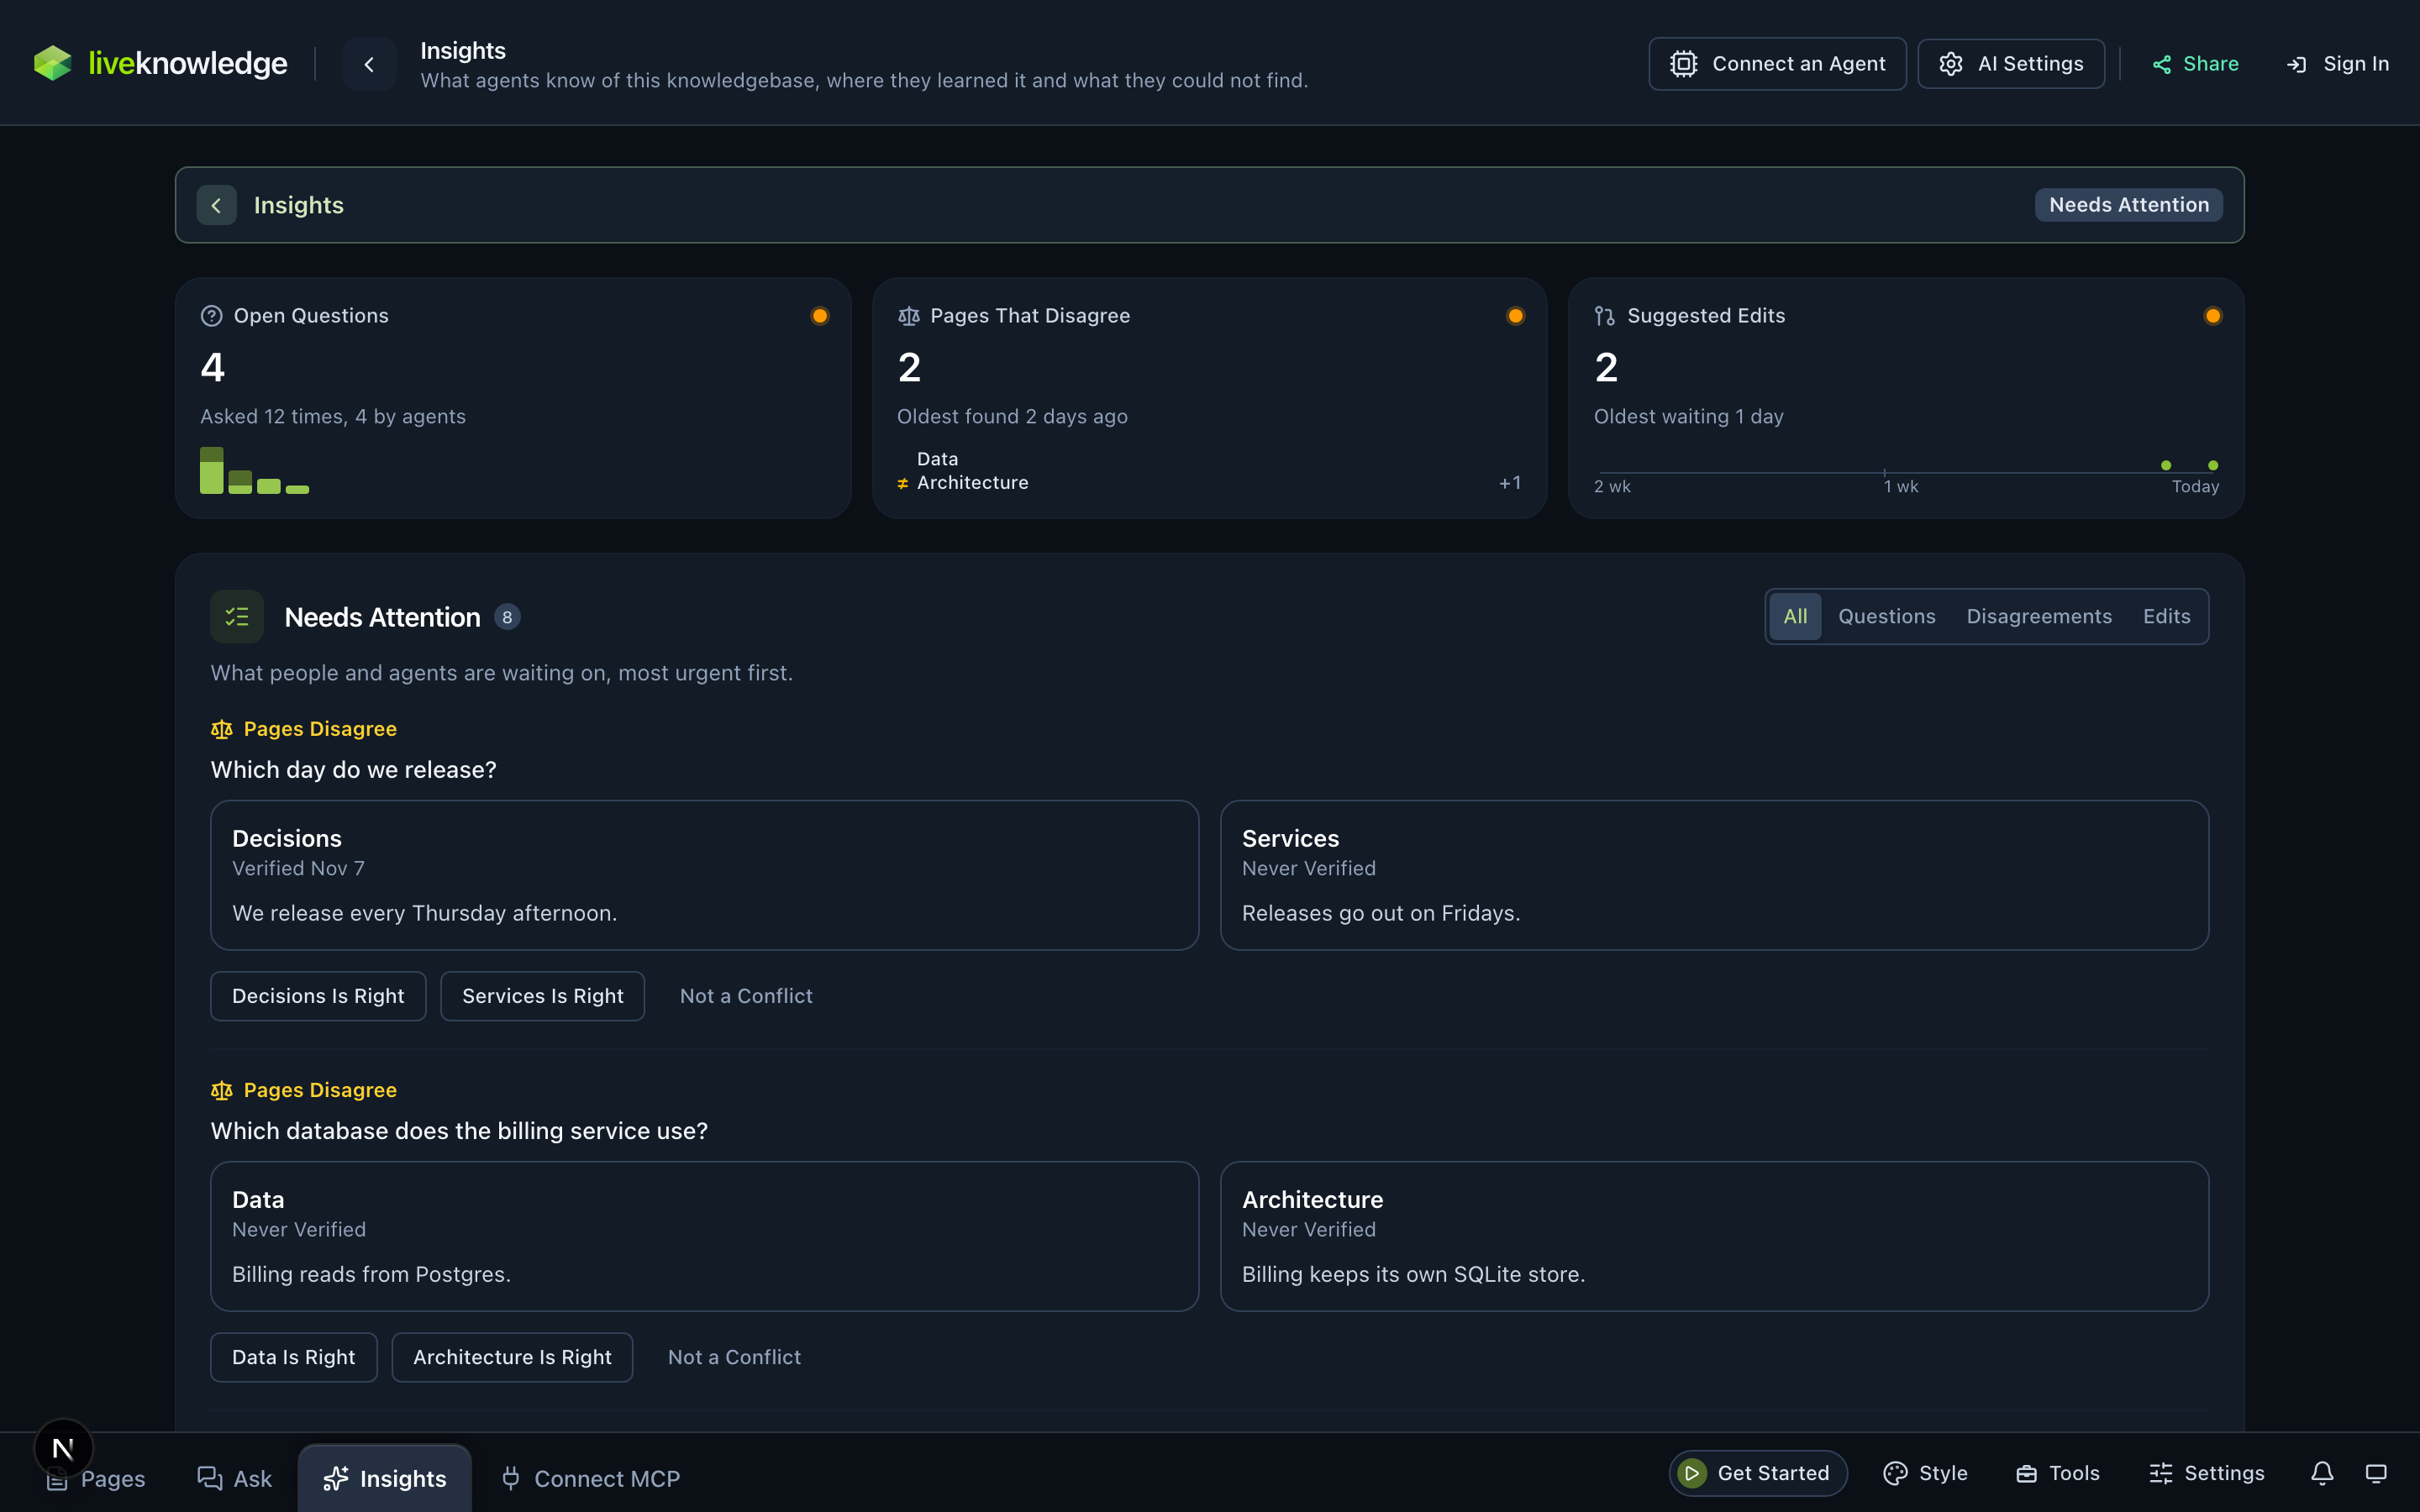 liveknowledge
Insights
What agents know of this knowledgebase, where they learned it and what they could not find.
Connect an Agent
AI Settings
Share
Sign In
Insights
Needs Attention
Open Questions
4
Asked 12 times, 4 by agents
Pages That Disagree
2
Oldest found 2 days ago
Data
≠ Architecture
+1
Suggested Edits
2
Oldest waiting 1 day
2 wk
1 wk
Today
Needs Attention 8
All
Questions
Disagreements
Edits
What people and agents are waiting on, most urgent first.
Pages Disagree
Which day do we release?
Decisions
Verified Nov 7
We release every Thursday afternoon.
Services
Never Verified
Releases go out on Fridays.
Decisions Is Right
Services Is Right
Not a Conflict
Pages Disagree
Which database does the billing service use?
Data
Never Verified
Billing reads from Postgres.
Architecture
Never Verified
Billing keeps its own SQLite store.
Data Is Right
Architecture Is Right
Not a Conflict
N
Pages
Ask
Insights
Connect MCP
Get Started
Style
Tools
Settings